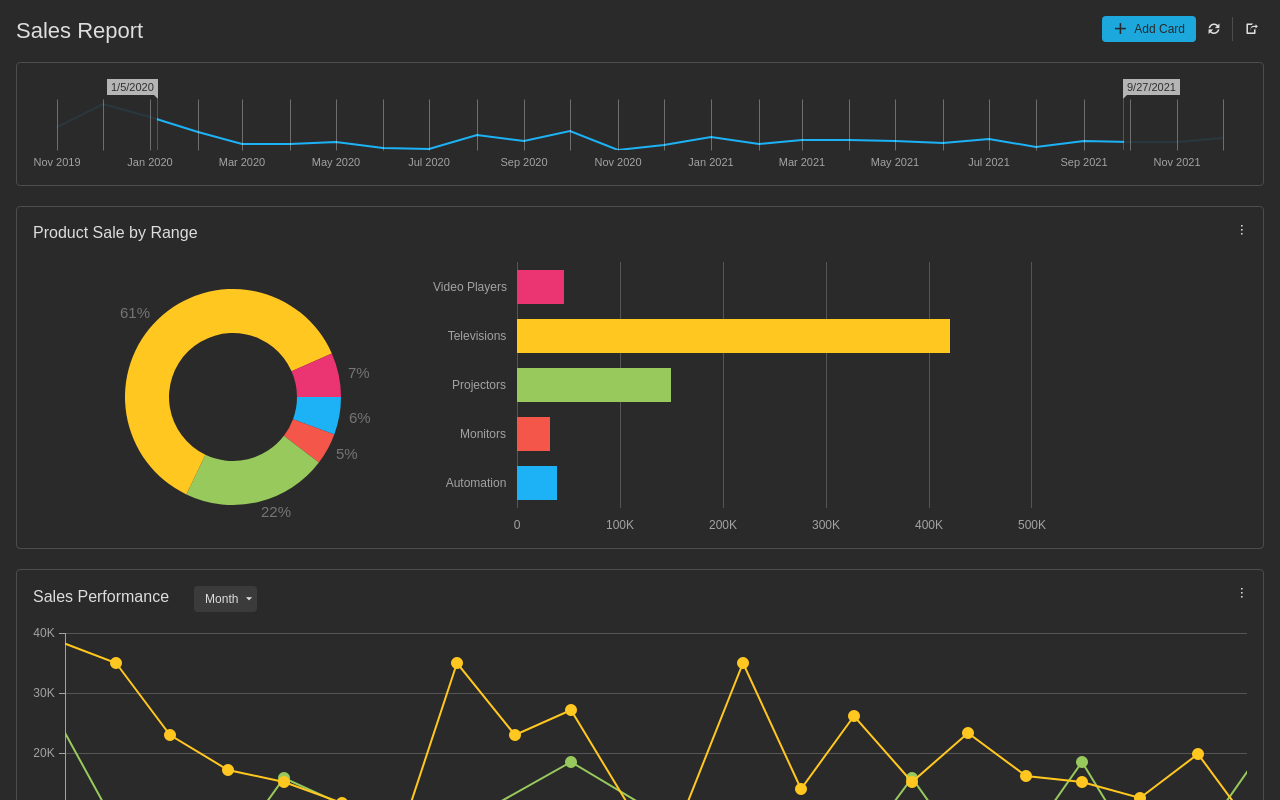 Sales Report
Add Card
1/5/2020
9/27/2021
Nov 2019 Jan 2020 Mar 2020 May 2020 Jul 2020 Sep 2020 Nov 2020 Jan 2021 Mar 2021 May 2021 Jul 2021 Sep 2021 Nov 2021
Product Sale by Range
61%
7%
6%
5%
22%
Video Players
Televisions
Projectors
Monitors
Automation
0 100K 200K 300K 400K 500K
Sales Performance
Month
40K
30K
20K